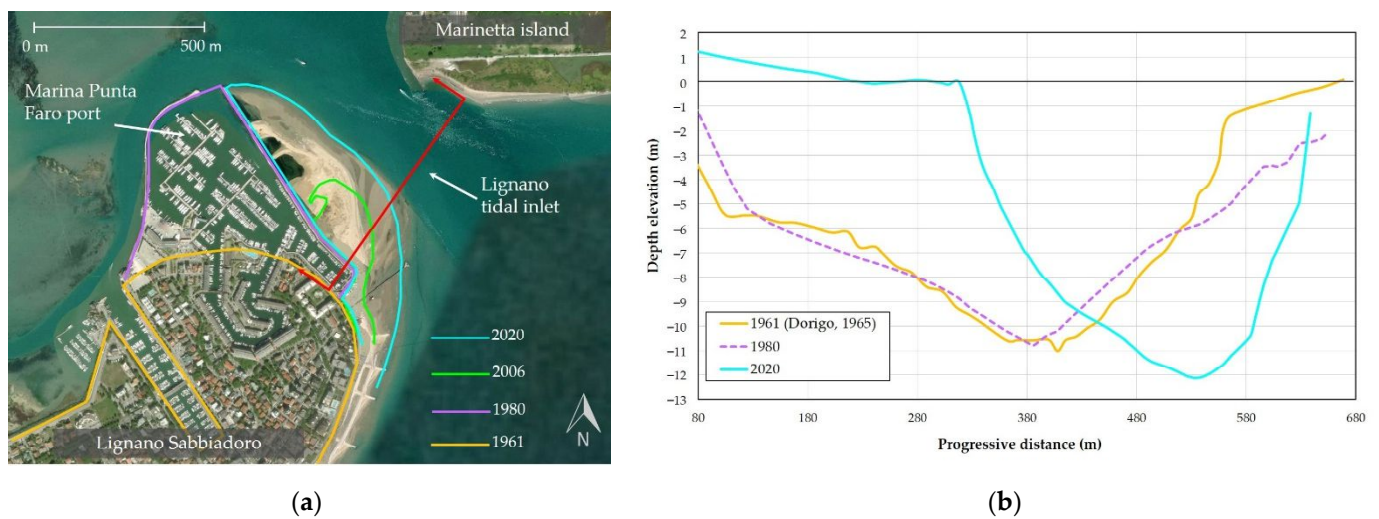 0 m
500 m
Marinetta island
Marina Punta
Faro port
Lignano
tidal inlet
2020
2006
1980
1961
Lignano Sabbiadoro
N
(a)
2
1
0
−1
−2
−3
−4
−5
−6
−7
−8
−9
−10
−11
−12
−13
Depth elevation (m)
1961 (Dorigo, 1965)
1980
2020
80
180
280
380
480
580
680
Progressive distance (m)
(b)